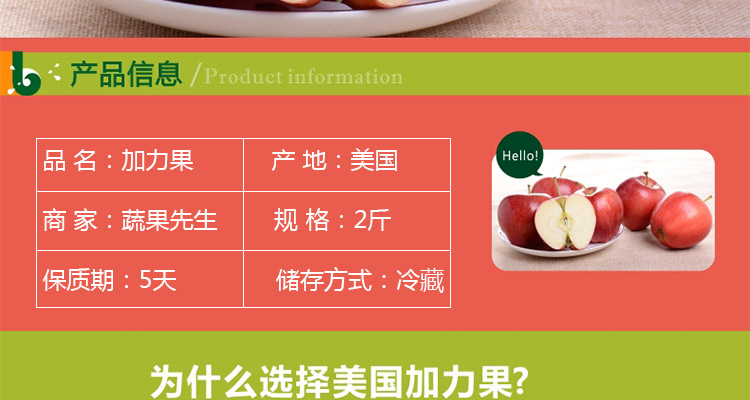 产品信息 /Product information
品 名：加力果 产 地：美国
Hello!
商 家：蔬果先生 规 格：2斤
保质期：5天 储存方式：冷藏
为什么选择美国加力果?